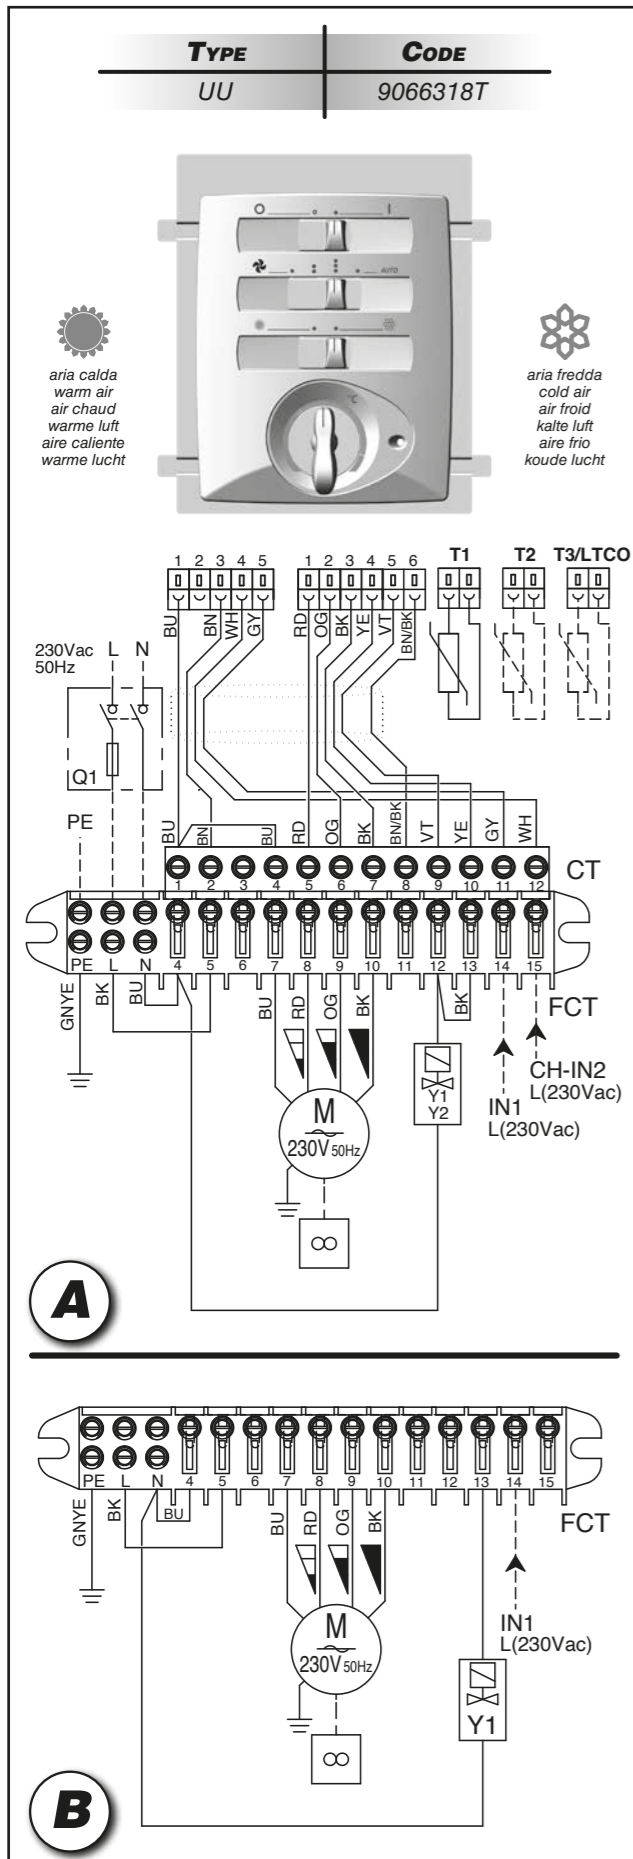 TYPE CODE
UU 9066318T
O I
AUTO
°C
aria calda
warm air
air chaud
warme luft
aire caliente
warme lucht
aria fredda
cold air
air froid
kalte luft
aire frio
koude lucht
1 2 3 4 5
1 2 3 4 5 6
T1 T2 T3/LTCO
BU BN WH GY
RD OG BK YE VT BN/BK
230Vac
50Hz
L N
Q1
PE
BU BN BU RD OG BK BN/BK VT YE GY WH
CT
1 2 3 4 5 6 7 8 9 10 11 12
PE L N 4 5 6 7 8 9 10 11 12 13 14 15
FCT
GNYE BK BU BU RD OG BK BK
Y1
Y2
CH-IN2
L(230Vac)
IN1
L(230Vac)
M
230V 50Hz
8
A
PE L N 4 5 6 7 8 9 10 11 12 13 14 15
FCT
GNYE BK BU BU RD OG BK
IN1
L(230Vac)
M
230V 50Hz
Y1
8
B